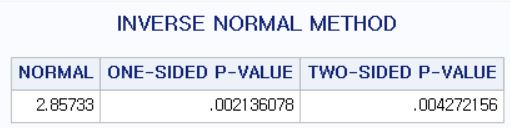 INVERSE NORMAL METHOD
NORMAL ONE-SIDED P-VALUE TWO-SIDED P-VALUE
2.85733 .002136078 .004272156